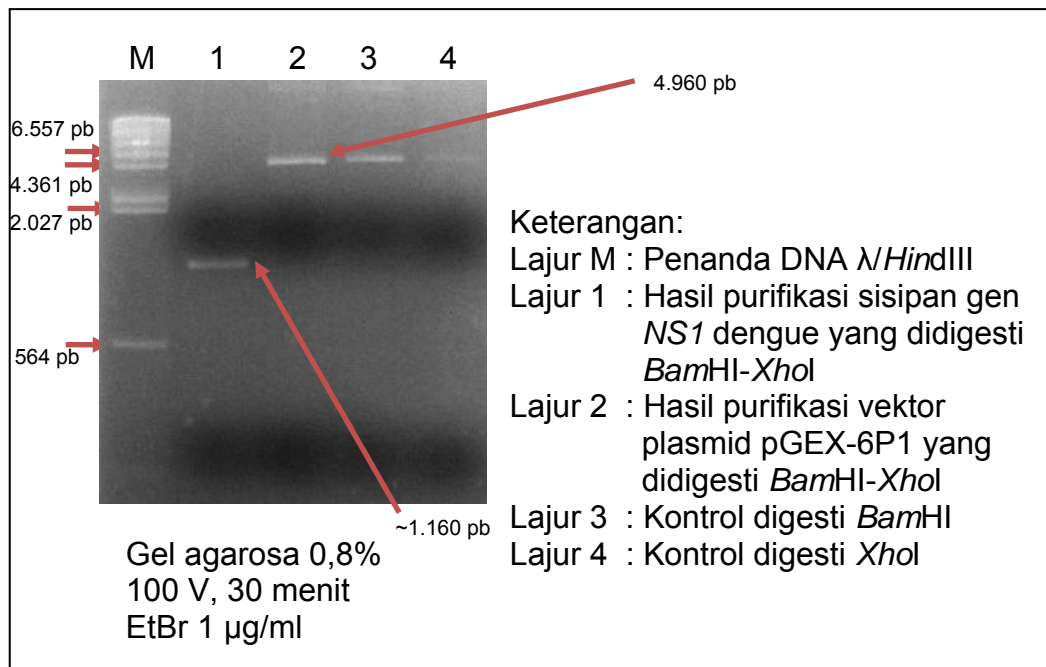 M 1 2 3 4
4.960 pb
6.557 pb
4.361 pb
2.027 pb
564 pb
~1.160 pb
Keterangan:
Lajur M : Penanda DNA λ/HindIII
Lajur 1 : Hasil purifikasi sisipan gen
NS1 dengue yang didigesti
BamHI-XhoI
Lajur 2 : Hasil purifikasi vektor
plasmid pGEX-6P1 yang
didigesti BamHI-XhoI
Lajur 3 : Kontrol digesti BamHI
Lajur 4 : Kontrol digesti XhoI
Gel agarosa 0,8%
100 V, 30 menit
EtBr 1 µg/ml